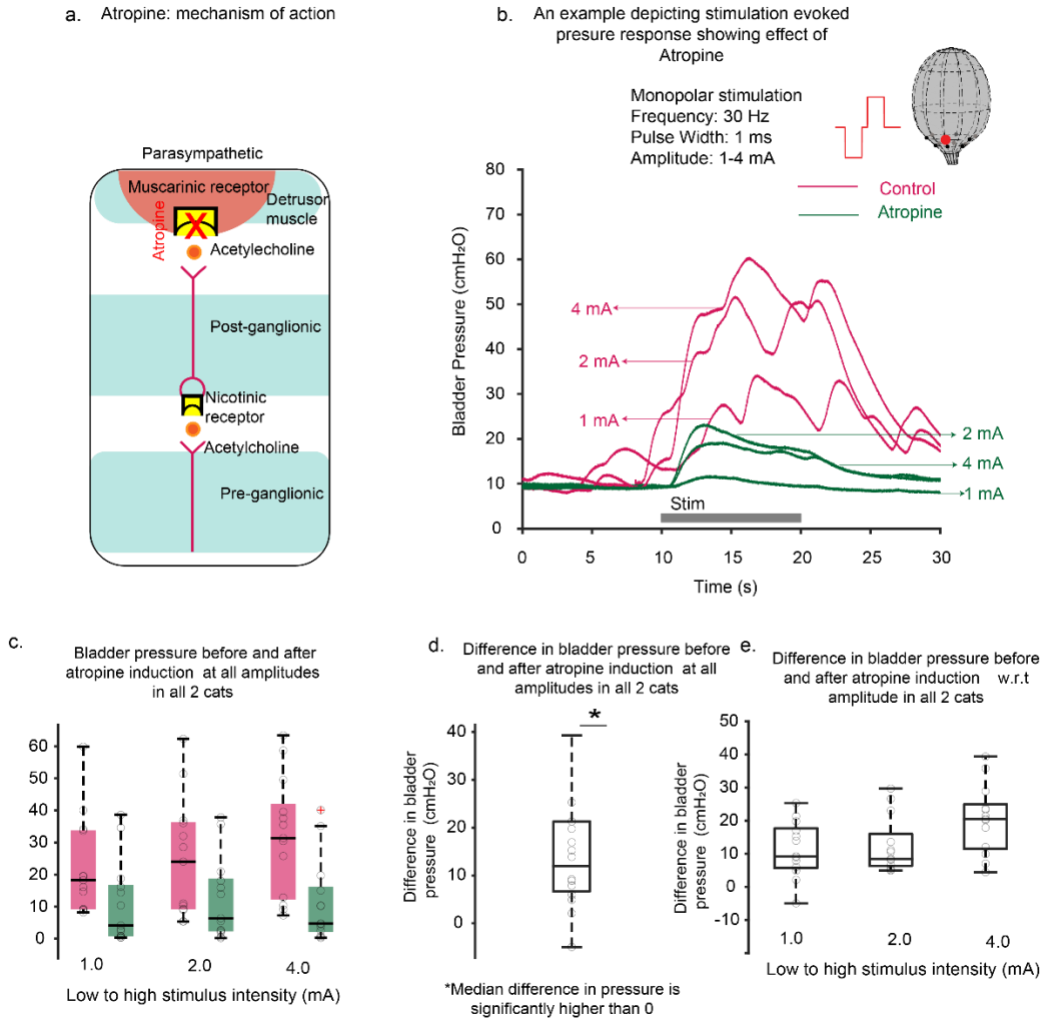 a. Atropine: mechanism of action
Parasympathetic
Muscarinic receptor
Detrusor
muscle
Atropine
X
Acetylecholine
Post-ganglionic
Nicotinic
receptor
Acetylcholine
Pre-ganglionic
b. An example depicting stimulation evoked
presure response showing effect of
Atropine
Monopolar stimulation
Frequency: 30 Hz
Pulse Width: 1 ms
Amplitude: 1-4 mA
Control
Atropine
Bladder Pressure (cmH₂O)
80
70
60
50
40
30
20
10
0
4 mA
2 mA
1 mA
2 mA
4 mA
1 mA
Stim
0 5 10 15 20 25 30
Time (s)
c. Bladder pressure before and after
atropine induction at all amplitudes
in all 2 cats
60
50
40
30
20
10
0
1.0 2.0 4.0
Low to high stimulus intensity (mA)
d. Difference in bladder pressure before
and after atropine induction at all
amplitudes in all 2 cats
Difference in bladder
pressure (cmH₂O)
40
30
20
10
0
*
*Median difference in pressure is
significantly higher than 0
e. Difference in bladder pressure before
and after atropine induction w.r.t
amplitude in all 2 cats
Difference in bladder
pressure (cmH₂O)
50
40
30
20
10
0
-10
1.0 2.0 4.0
Low to high stimulus intensity (mA)